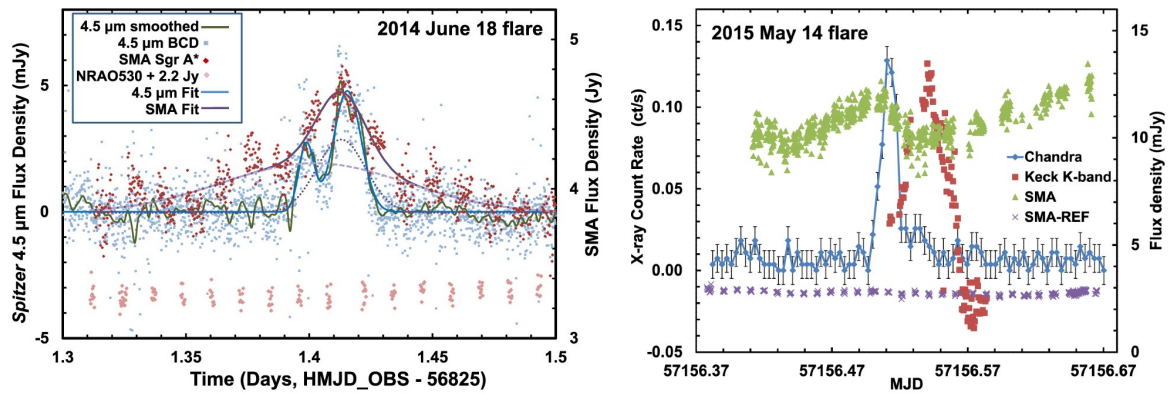 4.5 µm smoothed
4.5 µm BCD
SMA Sgr A*
NRAO530 + 2.2 Jy
4.5 µm Fit
SMA Fit
2014 June 18 flare
Spitzer 4.5 µm Flux Density (mJy)
5
0
-5
5
4
3
SMA Flux Density (Jy)
1.3
1.35
1.4
1.45
1.5
Time (Days, HMJD_OBS - 56825)
2015 May 14 flare
X-ray Count Rate (ct/s)
0.15
0.10
0.05
0.00
-0.05
Chandra
Keck K-band
SMA
SMA-REF
15
10
5
0
Flux density (mJy)
57156.37
57156.47
57156.57
57156.67
MJD